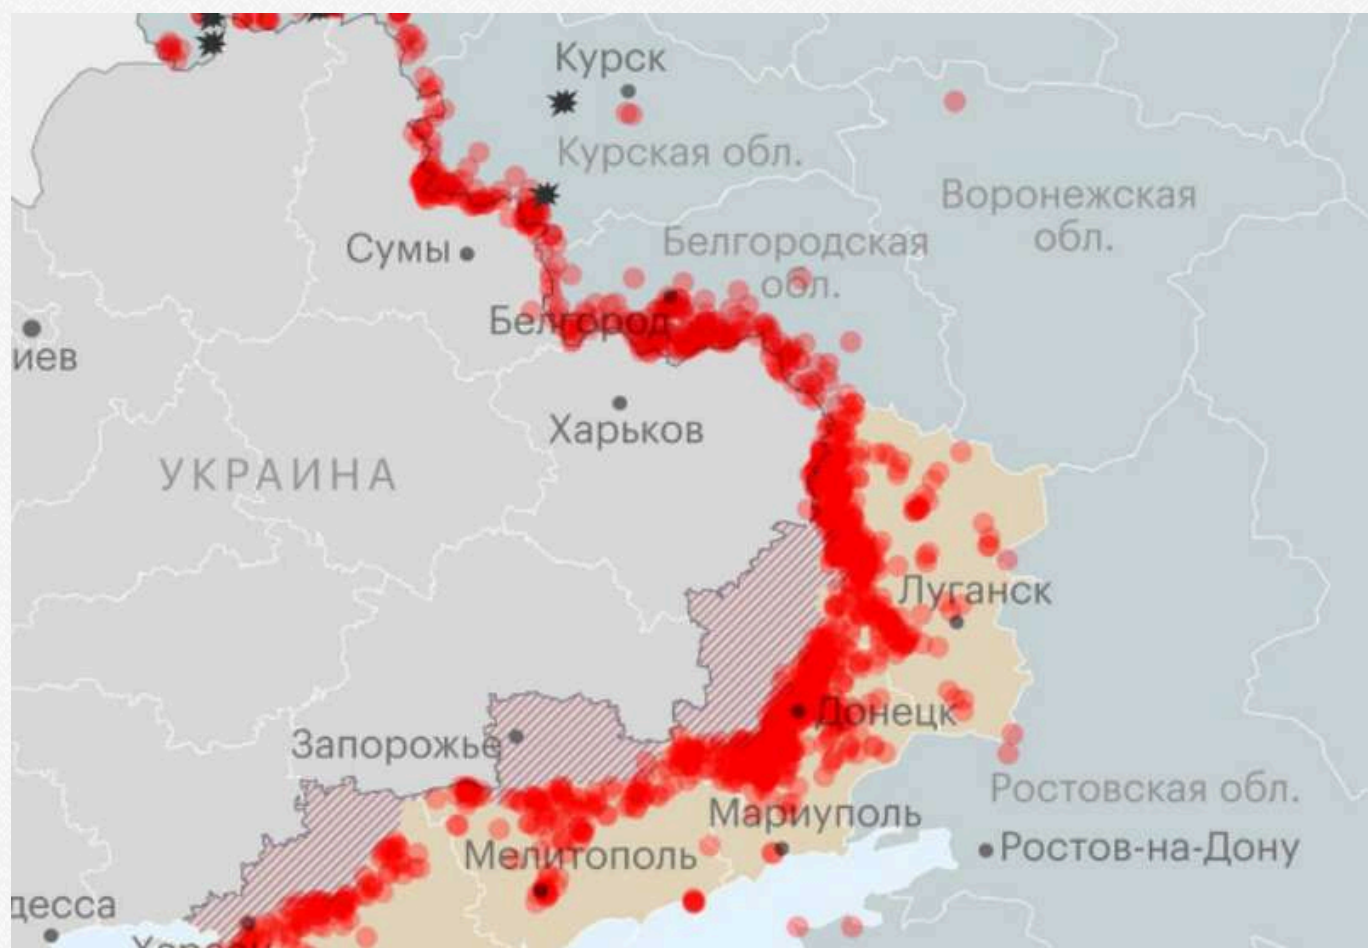 Курск
Курская обл.
Воронежская
обл.
Сумы
Белгородская
обл.
Белгород
иев
Харьков
УКРАИНА
Луганск
Донецк
Запорожье
Ростовская обл.
Мариуполь
Ростов-на-Дону
Мелитополь
десса